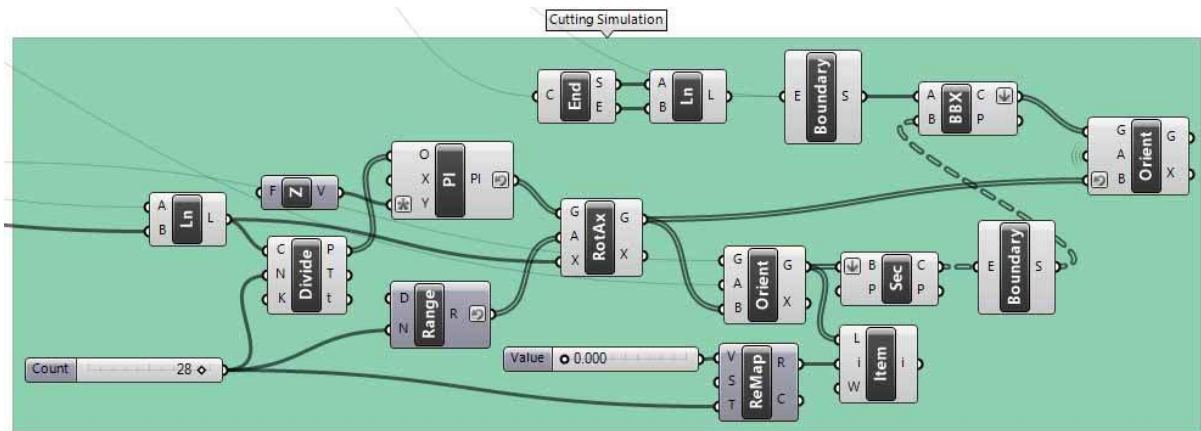 Cutting Simulation
C End S E
A B Ln L
E Boundary S
A B BBX C P
G A B Orient G X
F Z V
O X Y Pl Pl
A B Ln L
C N K Divide P T t
G A X RotAx G X
D N Range R
G A B Orient G X
B P Sec C P
E Boundary S
Count 28
Value 0.000
V S T ReMap R C
L i W Item i